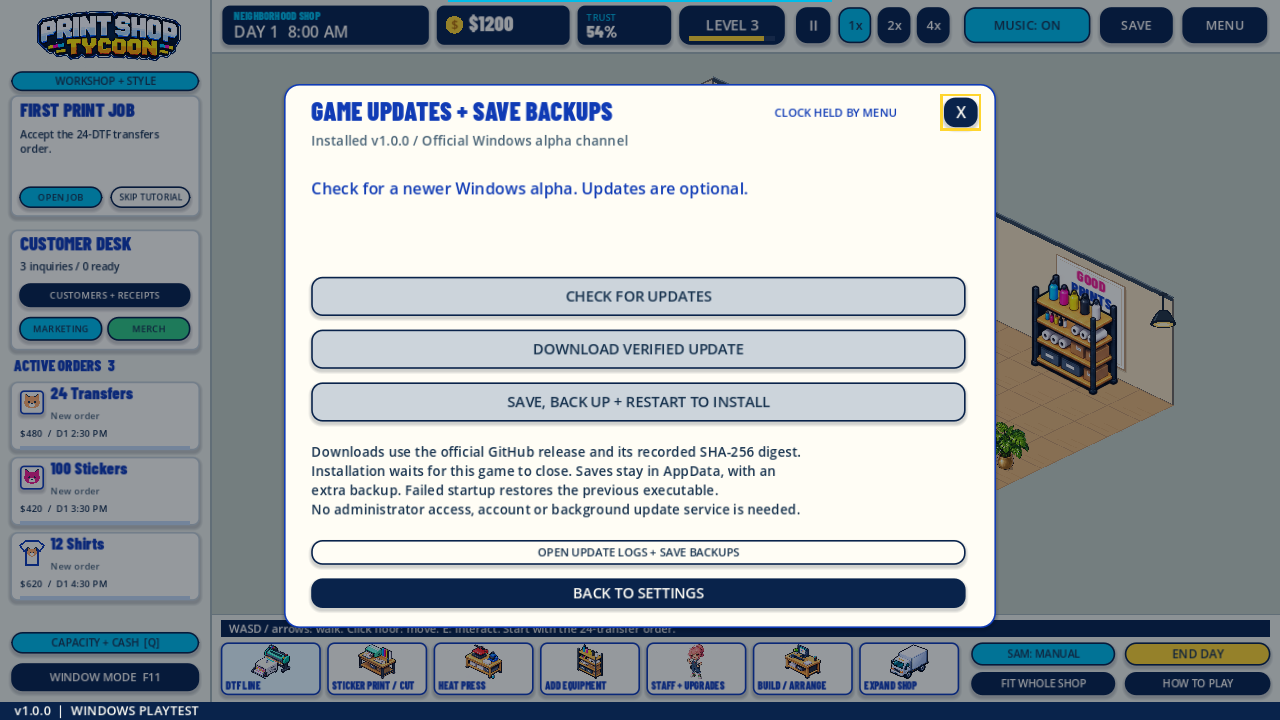 PRINT SHOP
TYCOON
NEIGHBORHOOD SHOP
DAY 1 8:00 AM
$
$1200
TRUST
54%
LEVEL 3
II
1x
2x
4x
MUSIC: ON
SAVE
MENU
WORKSHOP + STYLE
FIRST PRINT JOB
Accept the 24-DTF transfers
order.
OPEN JOB
SKIP TUTORIAL
CUSTOMER DESK
3 inquiries / 0 ready
CUSTOMERS + RECEIPTS
MARKETING
MERCH
ACTIVE ORDERS 3
24 Transfers
New order
$480 / D1 2:30 PM
100 Stickers
New order
$420 / D1 3:30 PM
12 Shirts
New order
$620 / D1 4:30 PM
CAPACITY + CASH [Q]
WINDOW MODE F11
GAME UPDATES + SAVE BACKUPS
CLOCK HELD BY MENU
X
Installed v1.0.0 / Official Windows alpha channel
Check for a newer Windows alpha. Updates are optional.
CHECK FOR UPDATES
DOWNLOAD VERIFIED UPDATE
SAVE, BACK UP + RESTART TO INSTALL
Downloads use the official GitHub release and its recorded SHA-256 digest.
Installation waits for this game to close. Saves stay in AppData, with an
extra backup. Failed startup restores the previous executable.
No administrator access, account or background update service is needed.
OPEN UPDATE LOGS + SAVE BACKUPS
BACK TO SETTINGS
GOOD
PRINTS
WASD / arrows: walk. Click floor: move. E: interact. Start with the 24-transfer order.
DTF LINE
STICKER PRINT / CUT
HEAT PRESS
ADD EQUIPMENT
STAFF + UPGRADES
BUILD / ARRANGE
EXPAND SHOP
SAM: MANUAL
END DAY
FIT WHOLE SHOP
HOW TO PLAY
v1.0.0 | WINDOWS PLAYTEST